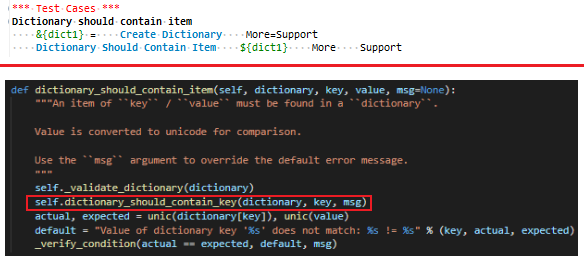 *** Test Cases ***
Dictionary should contain item
    &{dict1} =    Create Dictionary    More=Support
    Dictionary Should Contain Item    ${dict1}    More    Support
def dictionary_should_contain_item(self, dictionary, key, value, msg=None):
    """An item of ``key`` / ``value`` must be found in a ``dictionary``.
    Value is converted to unicode for comparison.
    Use the ``msg`` argument to override the default error message.
    """
    self._validate_dictionary(dictionary)
    self.dictionary_should_contain_key(dictionary, key, msg)
    actual, expected = unic(dictionary[key]), unic(value)
    default = "Value of dictionary key '%s' does not match: %s != %s" % (key, actual, expected)
    _verify_condition(actual == expected, default, msg)